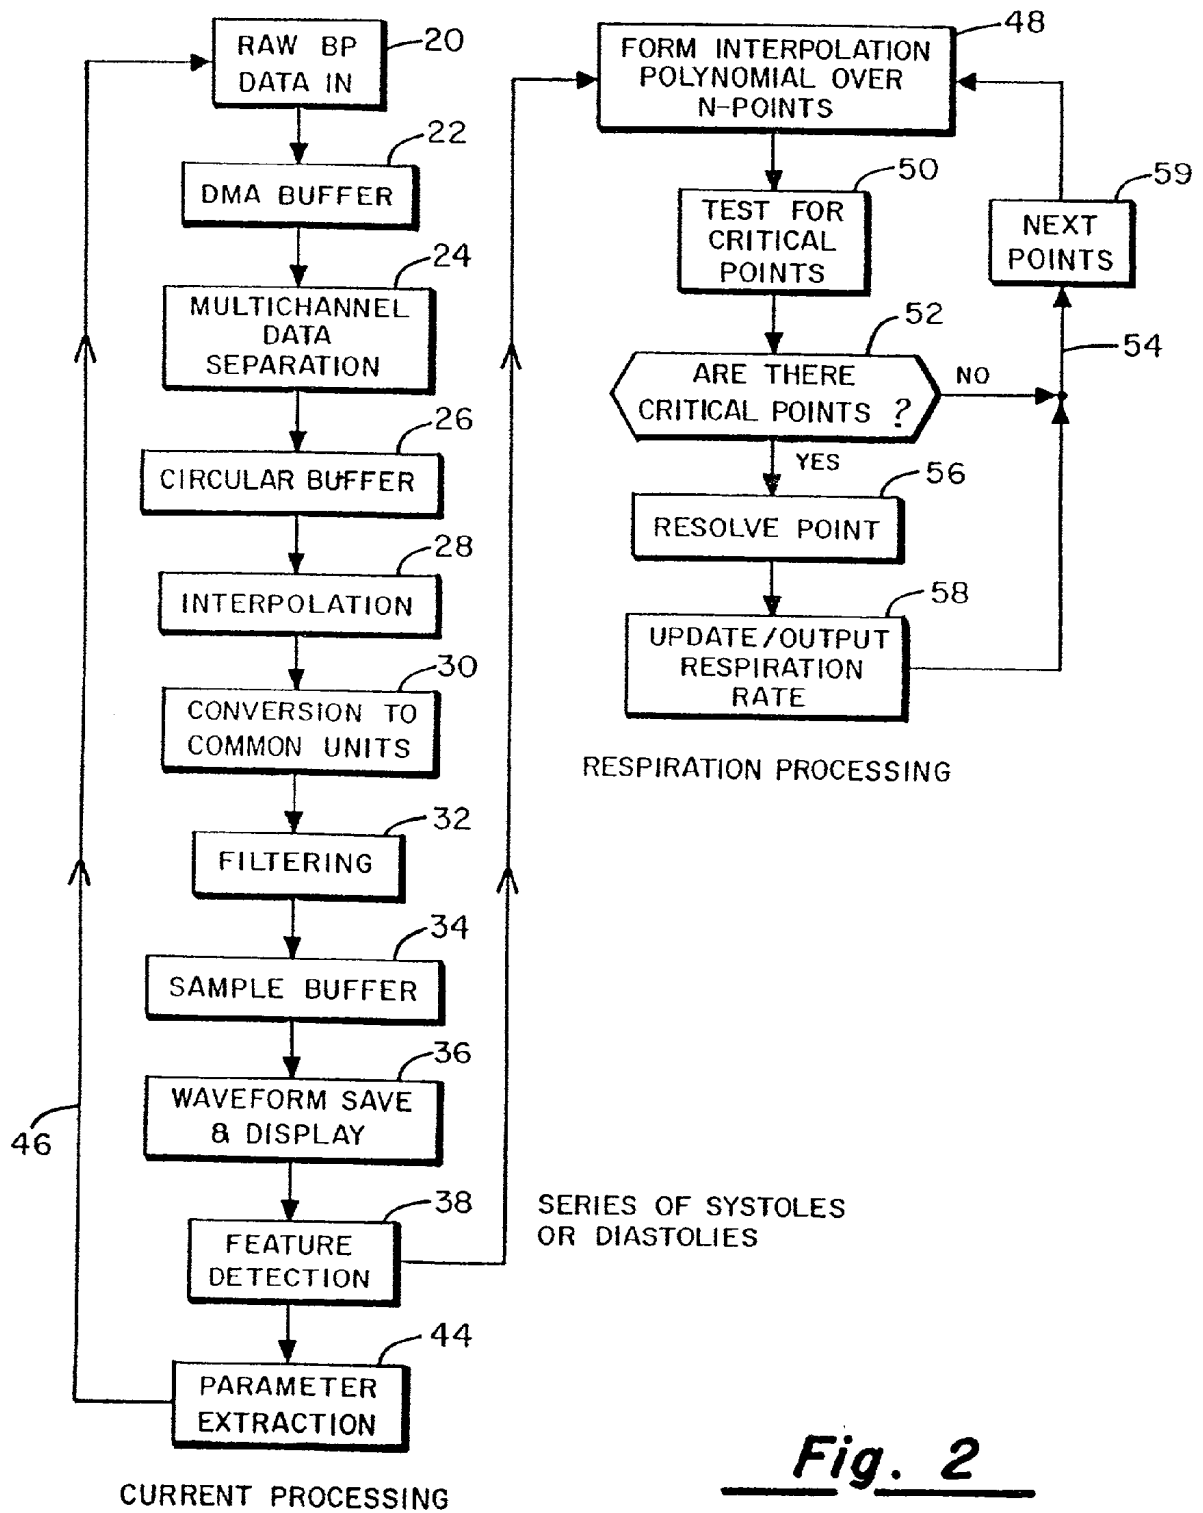 RAW BP
DATA IN
20
DMA BUFFER
22
MULTICHANNEL
DATA
SEPARATION
24
CIRCULAR BUFFER
26
INTERPOLATION
28
CONVERSION TO
COMMON UNITS
30
FILTERING
32
SAMPLE BUFFER
34
WAVEFORM SAVE
& DISPLAY
36
FEATURE
DETECTION
38
PARAMETER
EXTRACTION
44
46
CURRENT PROCESSING
SERIES OF SYSTOLES
OR DIASTOLIES
FORM INTERPOLATION
POLYNOMIAL OVER
N-POINTS
48
TEST FOR
CRITICAL
POINTS
50
ARE THERE
CRITICAL POINTS ?
52
NO
54
NEXT
POINTS
59
YES
RESOLVE POINT
56
UPDATE/OUTPUT
RESPIRATION
RATE
58
RESPIRATION PROCESSING
Fig. 2